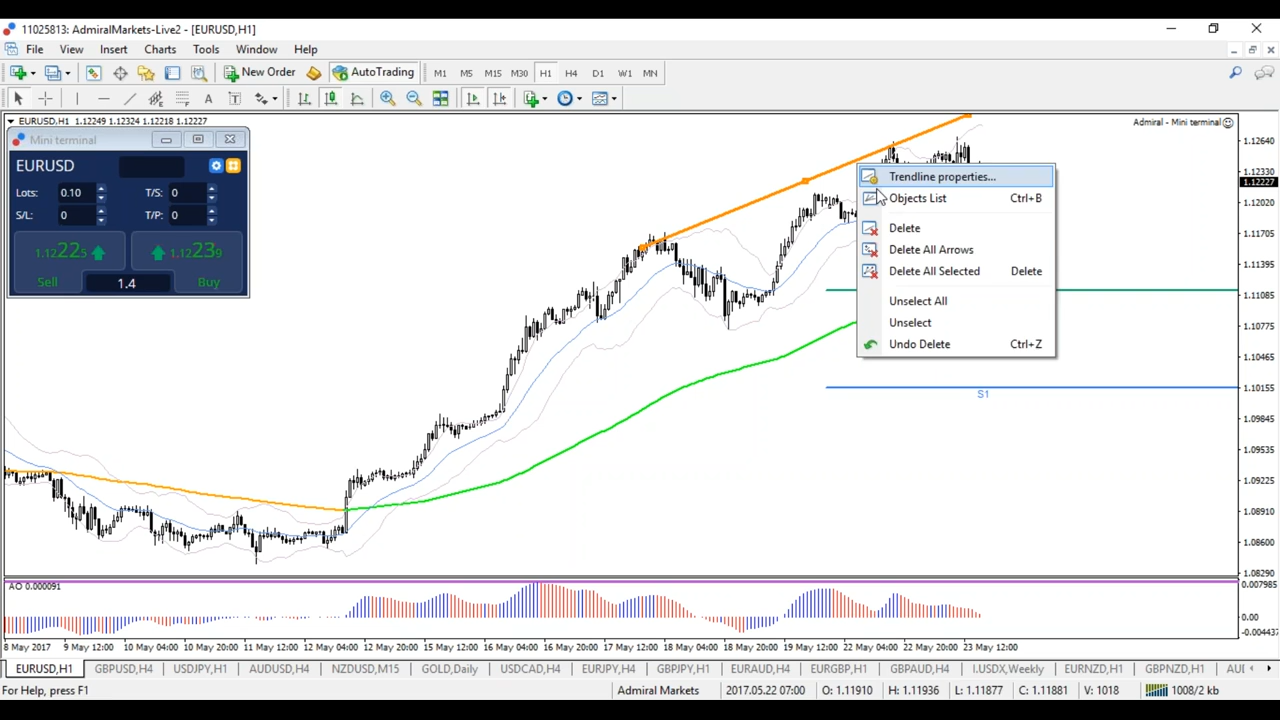 11025813: AdmiralMarkets-Live2 - [EURUSD,H1]
File View Insert Charts Tools Window Help
New Order AutoTrading M1 M5 M15 M30 H1 H4 D1 W1 MN
A T
EURUSD,H1 1.12249 1.12324 1.12218 1.12227
Admiral - Mini terminal
Mini terminal
EURUSD
Lots: 0.10 T/S: 0
S/L: 0 T/P: 0
1.12225 1.12239
Sell 1.4 Buy
Trendline properties...
Objects List Ctrl+B
Delete
Delete All Arrows
Delete All Selected Delete
Unselect All
Unselect
Undo Delete Ctrl+Z
S1
1.12640
1.12330
1.12227
1.12020
1.11705
1.11395
1.11085
1.10775
1.10465
1.10155
1.09845
1.09535
1.09225
1.08910
1.08600
1.08290
AO 0.000091
0.007985
0.00
-0.004437
8 May 2017 9 May 12:00 10 May 04:00 10 May 20:00 11 May 12:00 12 May 04:00 12 May 20:00 15 May 12:00 16 May 04:00 16 May 20:00 17 May 12:00 18 May 04:00 18 May 20:00 19 May 12:00 22 May 04:00 22 May 20:00 23 May 12:00
EURUSD,H1 GBPUSD,H4 USDJPY,H1 AUDUSD,H4 NZDUSD,M15 GOLD,Daily USDCAD,H4 EURJPY,H4 GBPJPY,H1 EURAUD,H4 EURGBP,H1 GBPAUD,H4 I.USDX,Weekly EURNZD,H1 GBPNZD,H1
For Help, press F1 Admiral Markets 2017.05.22 07:00 O: 1.11910 H: 1.11936 L: 1.11877 C: 1.11881 V: 1018 1008/2 kb